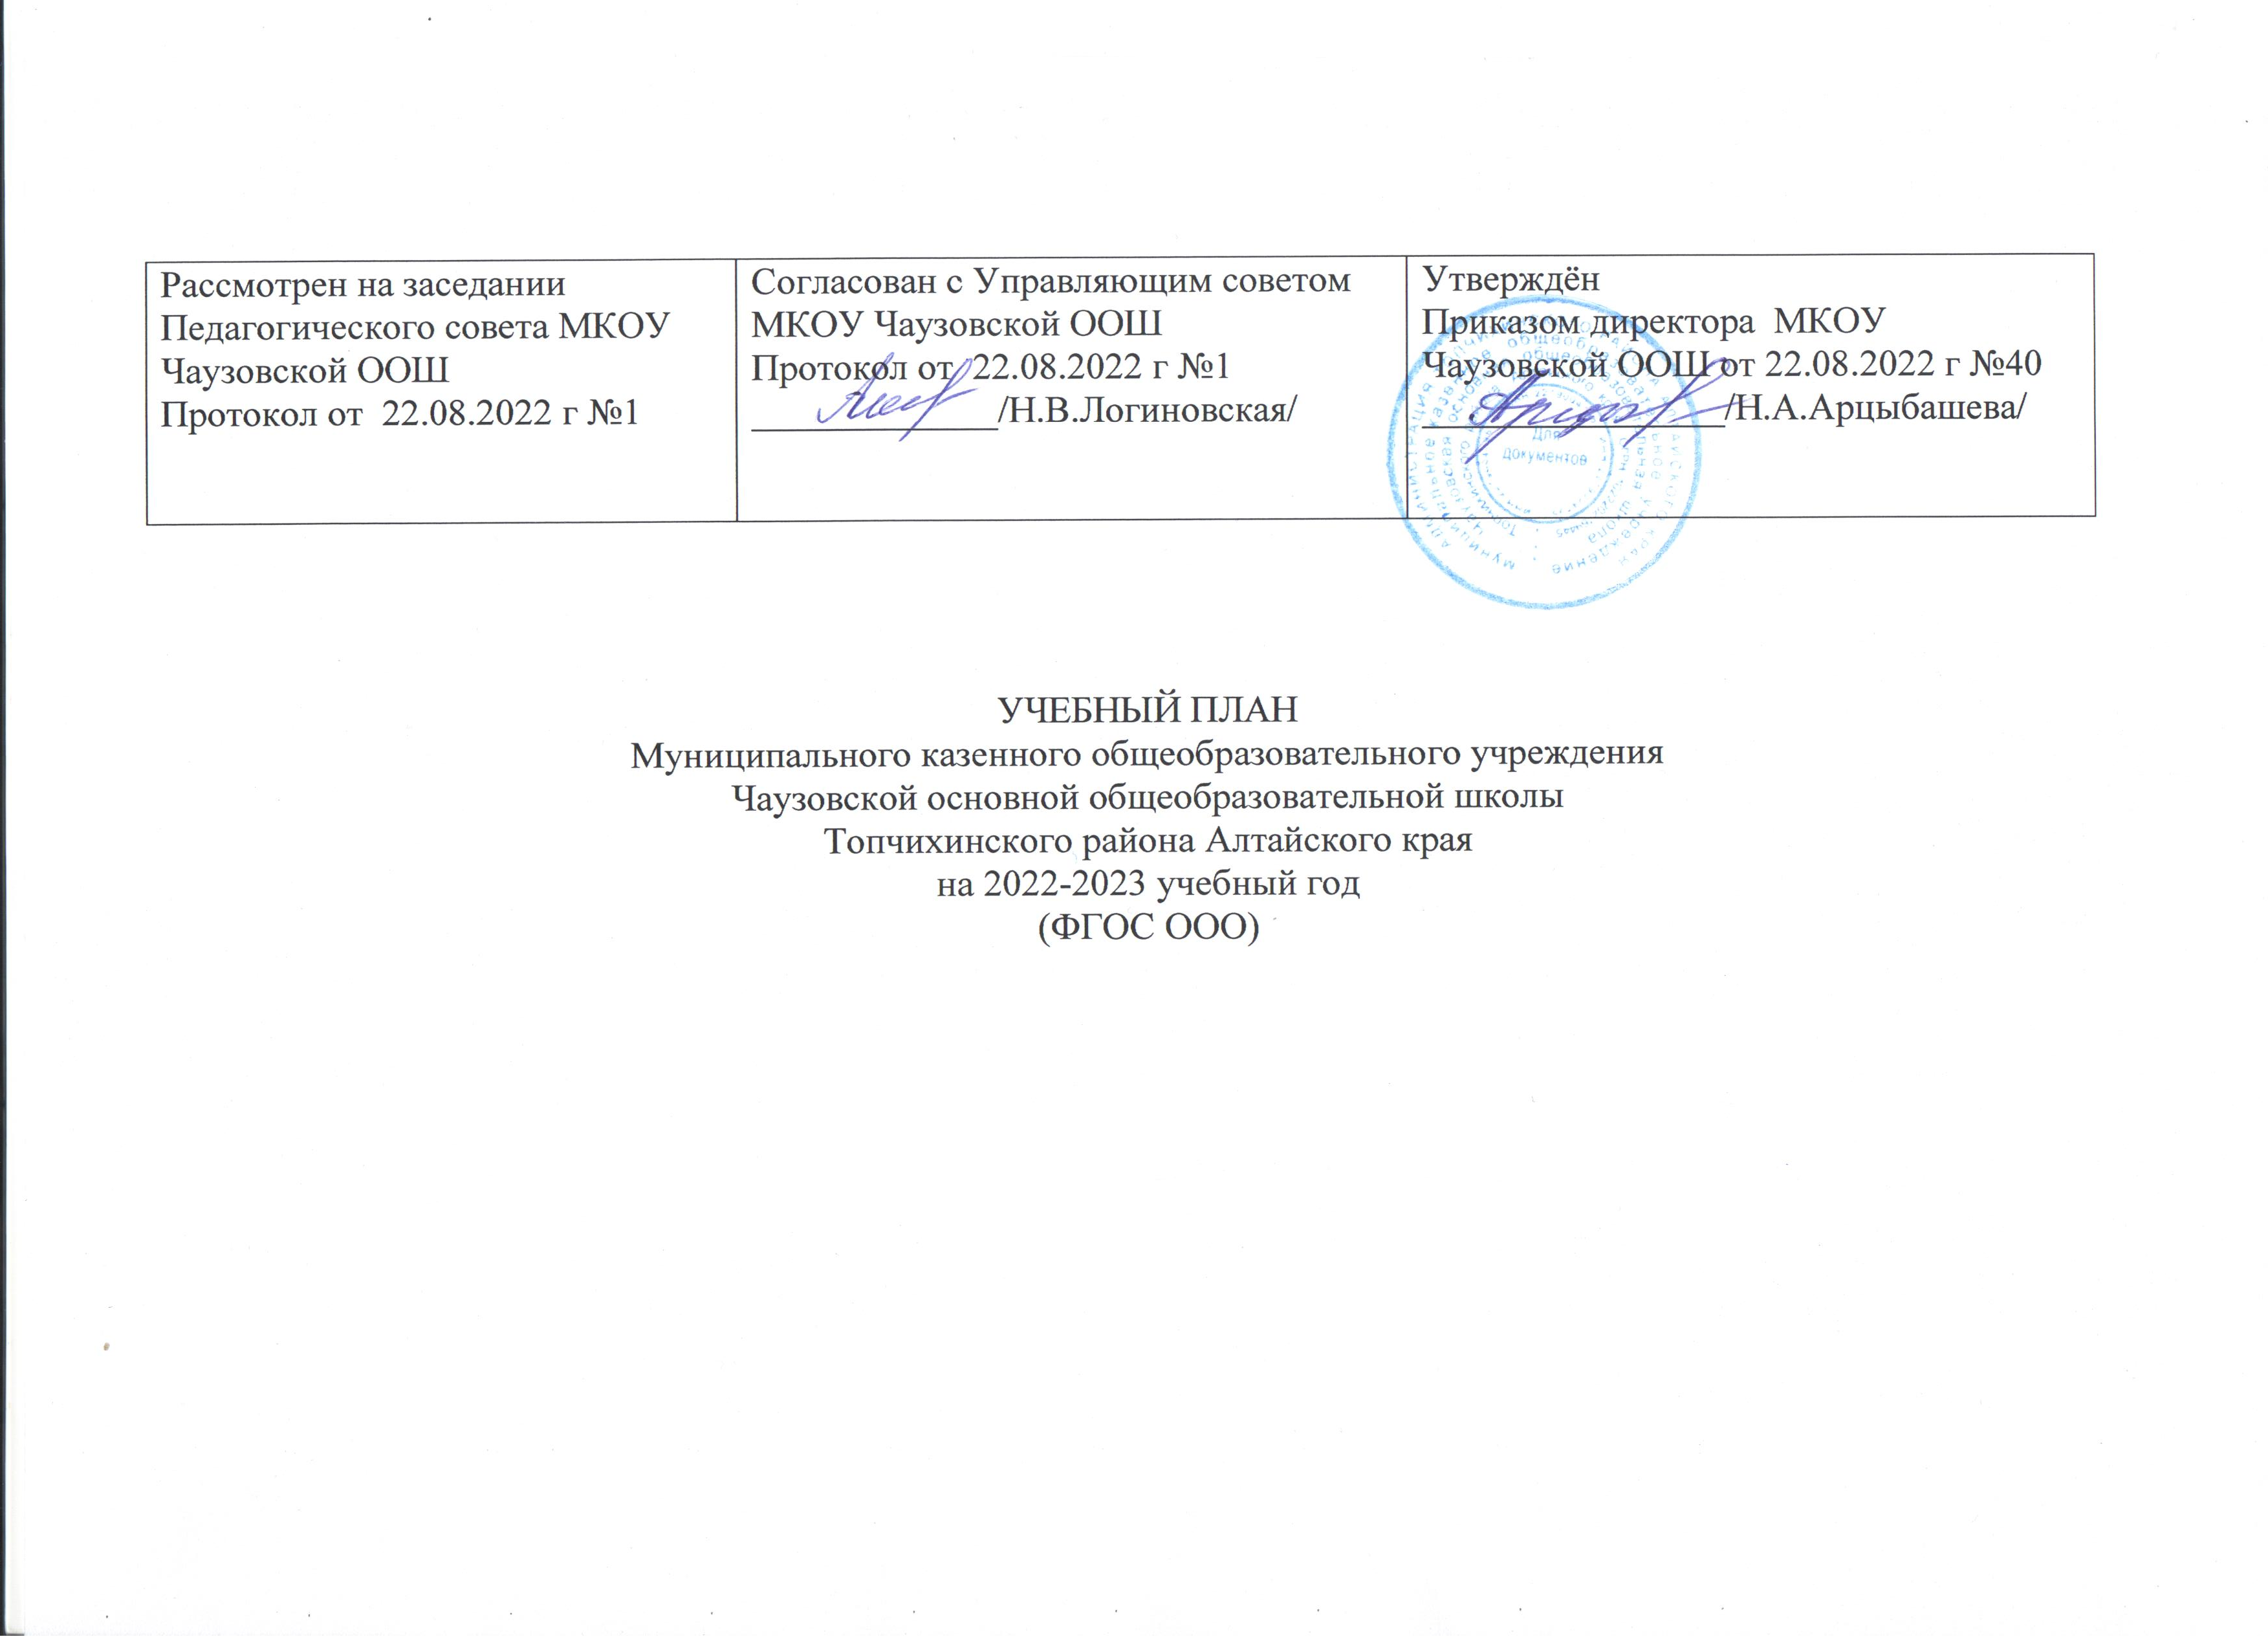 Рассмотрен на заседании
Педагогического совета МКОУ
Чаузовской ООШ
Протокол от 22.08.2022 г №1
Согласован с Управляющим советом
МКОУ Чаузовской ООШ
Протокол от 22.08.2022 г №1
/Н.В.Логиновская/
Утверждён
Приказом директора МКОУ
Чаузовской ООШ от 22.08.2022 г №40
/Н.А.Арцыбашева/
Для
документов
УЧЕБНЫЙ ПЛАН
Муниципального казенного общеобразовательного учреждения
Чаузовской основной общеобразовательной школы
Топчихинского района Алтайского края
на 2022-2023 учебный год
(ФГОС ООО)